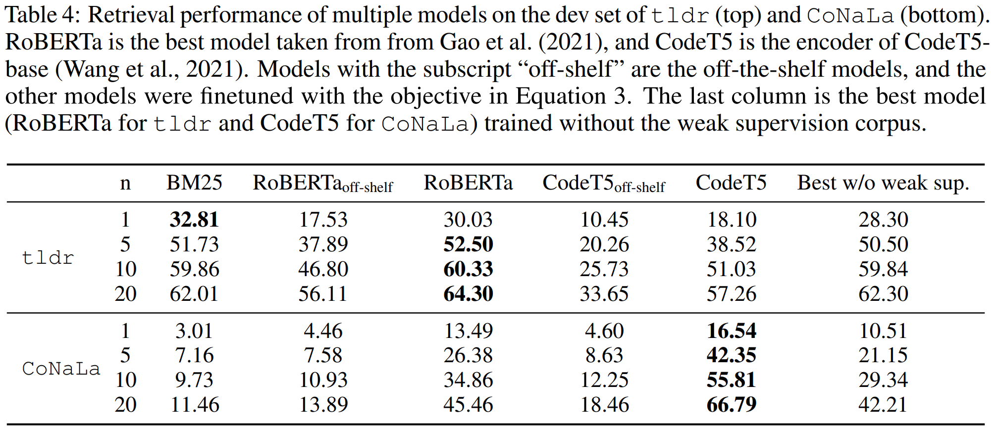 Table 4: Retrieval performance of multiple models on the dev set of tldr (top) and CoNaLa (bottom).
RoBERTa is the best model taken from from Gao et al. (2021), and CodeT5 is the encoder of CodeT5-
base (Wang et al., 2021). Models with the subscript “off-shelf” are the off-the-shelf models, and the
other models were finetuned with the objective in Equation 3. The last column is the best model
(RoBERTa for tldr and CodeT5 for CoNaLa) trained without the weak supervision corpus.
n BM25 RoBERTa off-shelf RoBERTa CodeT5 off-shelf CodeT5 Best w/o weak sup.
tldr
1 32.81 17.53 30.03 10.45 18.10 28.30
5 51.73 37.89 52.50 20.26 38.52 50.50
10 59.86 46.80 60.33 25.73 51.03 59.84
20 62.01 56.11 64.30 33.65 57.26 62.30
CoNaLa
1 3.01 4.46 13.49 4.60 16.54 10.51
5 7.16 7.58 26.38 8.63 42.35 21.15
10 9.73 10.93 34.86 12.25 55.81 29.34
20 11.46 13.89 45.46 18.46 66.79 42.21